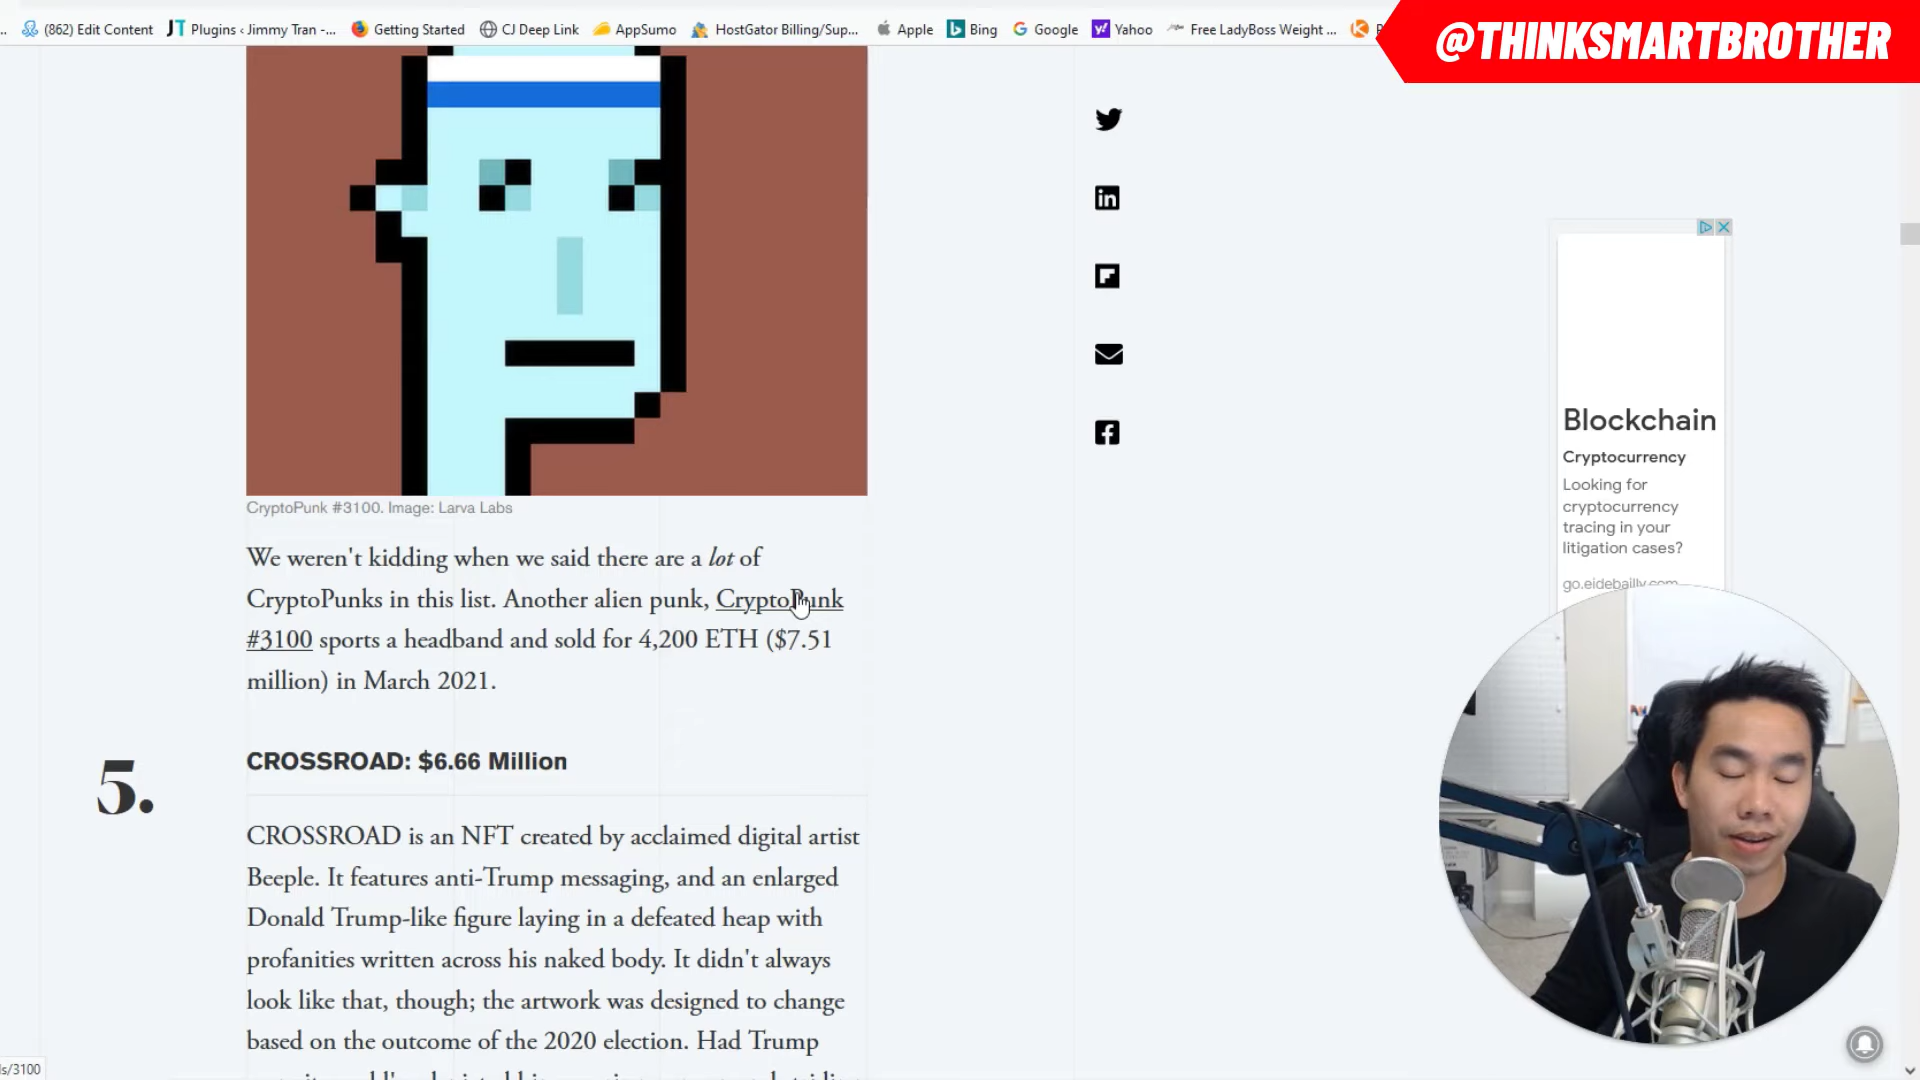 (862) Edit Content
Plugins ‹ Jimmy Tran -...
Getting Started
CJ Deep Link
AppSumo
HostGator Billing/Sup...
Apple
Bing
Google
Yahoo
Free LadyBoss Weight ...
@THINKSMARTBROTHER
CryptoPunk #3100. Image: Larva Labs
We weren't kidding when we said there are a lot of
CryptoPunks in this list. Another alien punk, CryptoPunk
#3100 sports a headband and sold for 4,200 ETH ($7.51
million) in March 2021.
5.
CROSSROAD: $6.66 Million
CROSSROAD is an NFT created by acclaimed digital artist
Beeple. It features anti-Trump messaging, and an enlarged
Donald Trump-like figure laying in a defeated heap with
profanities written across his naked body. It didn't always
look like that, though; the artwork was designed to change
based on the outcome of the 2020 election. Had Trump
Blockchain
Cryptocurrency
Looking for
cryptocurrency
tracing in your
litigation cases?
go.eidebailly.com
s/3100